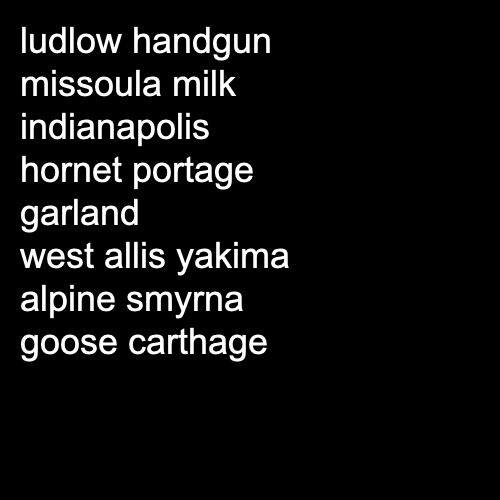 ludlow handgun
missoula milk
indianapolis
hornet portage
garland
west allis yakima
alpine smyrna
goose carthage